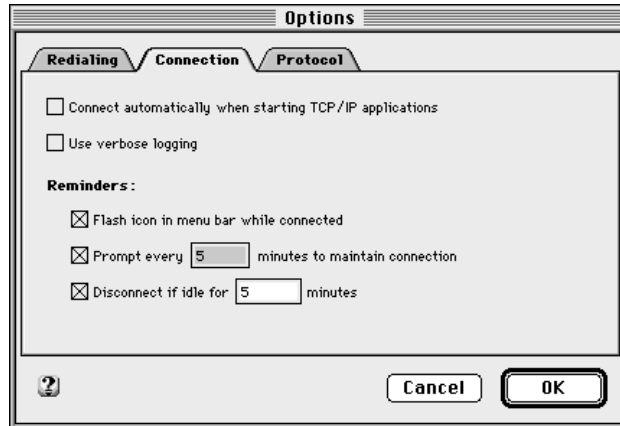 Options
Redialing Connection Protocol
Connect automatically when starting TCP/IP applications
Use verbose logging
Reminders:
Flash icon in menu bar while connected
Prompt every 5 minutes to maintain connection
Disconnect if idle for 5 minutes
? Cancel OK